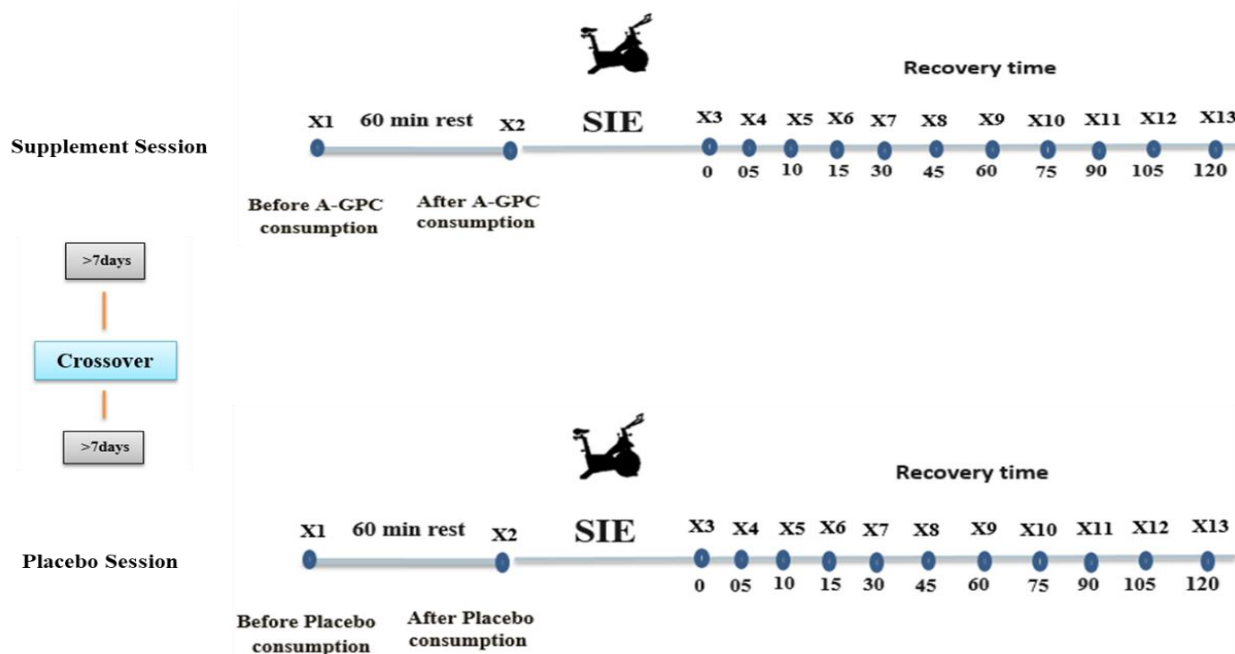 Recovery time
X1 60 min rest X2 SIE X3 X4 X5 X6 X7 X8 X9 X10 X11 X12 X13
Supplement Session
0 05 10 15 30 45 60 75 90 105 120
Before A-GPC
consumption
After A-GPC
consumption
>7days
Crossover
>7days
Recovery time
X1 60 min rest X2 SIE X3 X4 X5 X6 X7 X8 X9 X10 X11 X12 X13
Placebo Session
0 05 10 15 30 45 60 75 90 105 120
Before Placebo
consumption
After Placebo
consumption